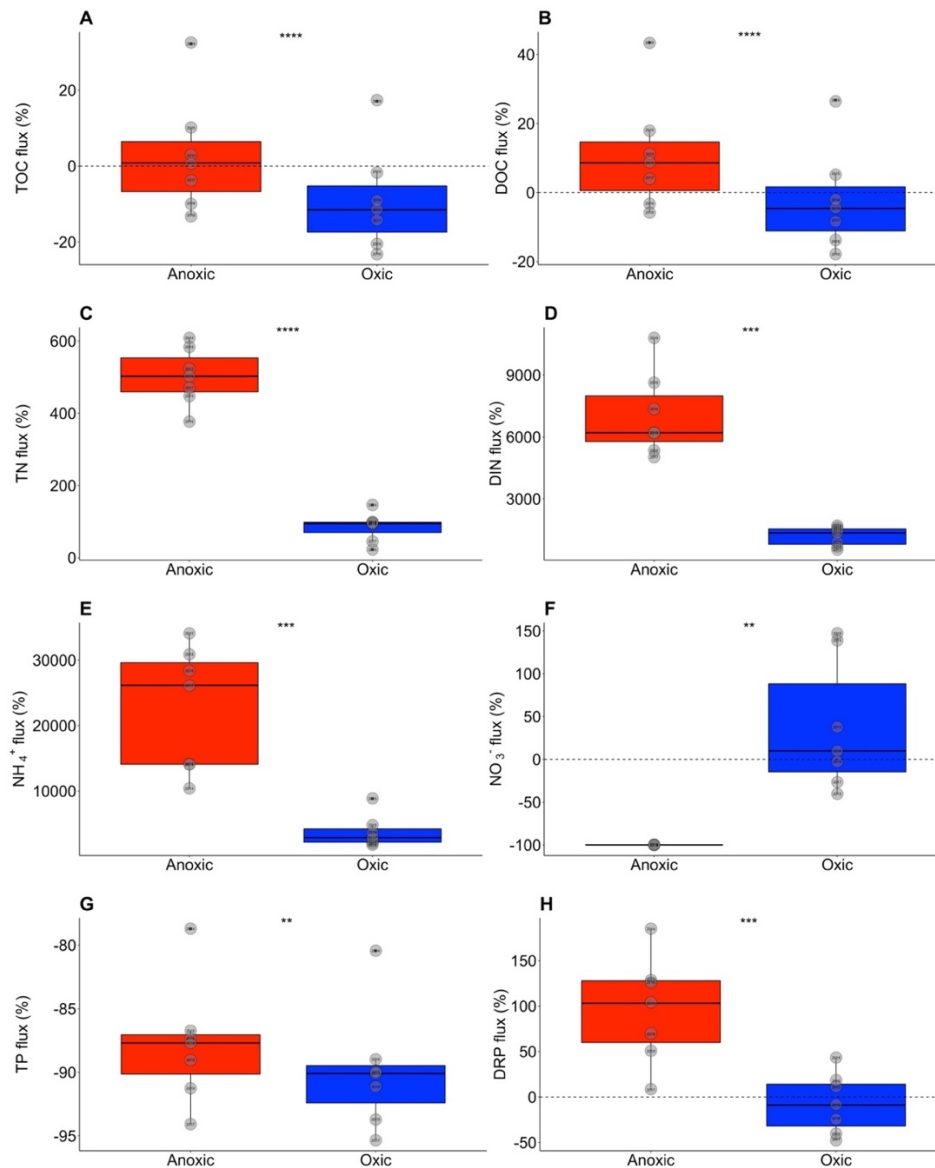 A
****
TOC flux (%)
20
0
-20
Anoxic Oxic
B
****
DOC flux (%)
40
20
0
-20
Anoxic Oxic
C
****
TN flux (%)
600
400
200
0
Anoxic Oxic
D
***
DIN flux (%)
9000
6000
3000
Anoxic Oxic
E
***
NH4+ flux (%)
30000
20000
10000
Anoxic Oxic
F
**
NO3- flux (%)
150
100
50
0
-50
-100
Anoxic Oxic
G
**
TP flux (%)
-80
-85
-90
-95
Anoxic Oxic
H
***
DRP flux (%)
150
100
50
0
-50
Anoxic Oxic